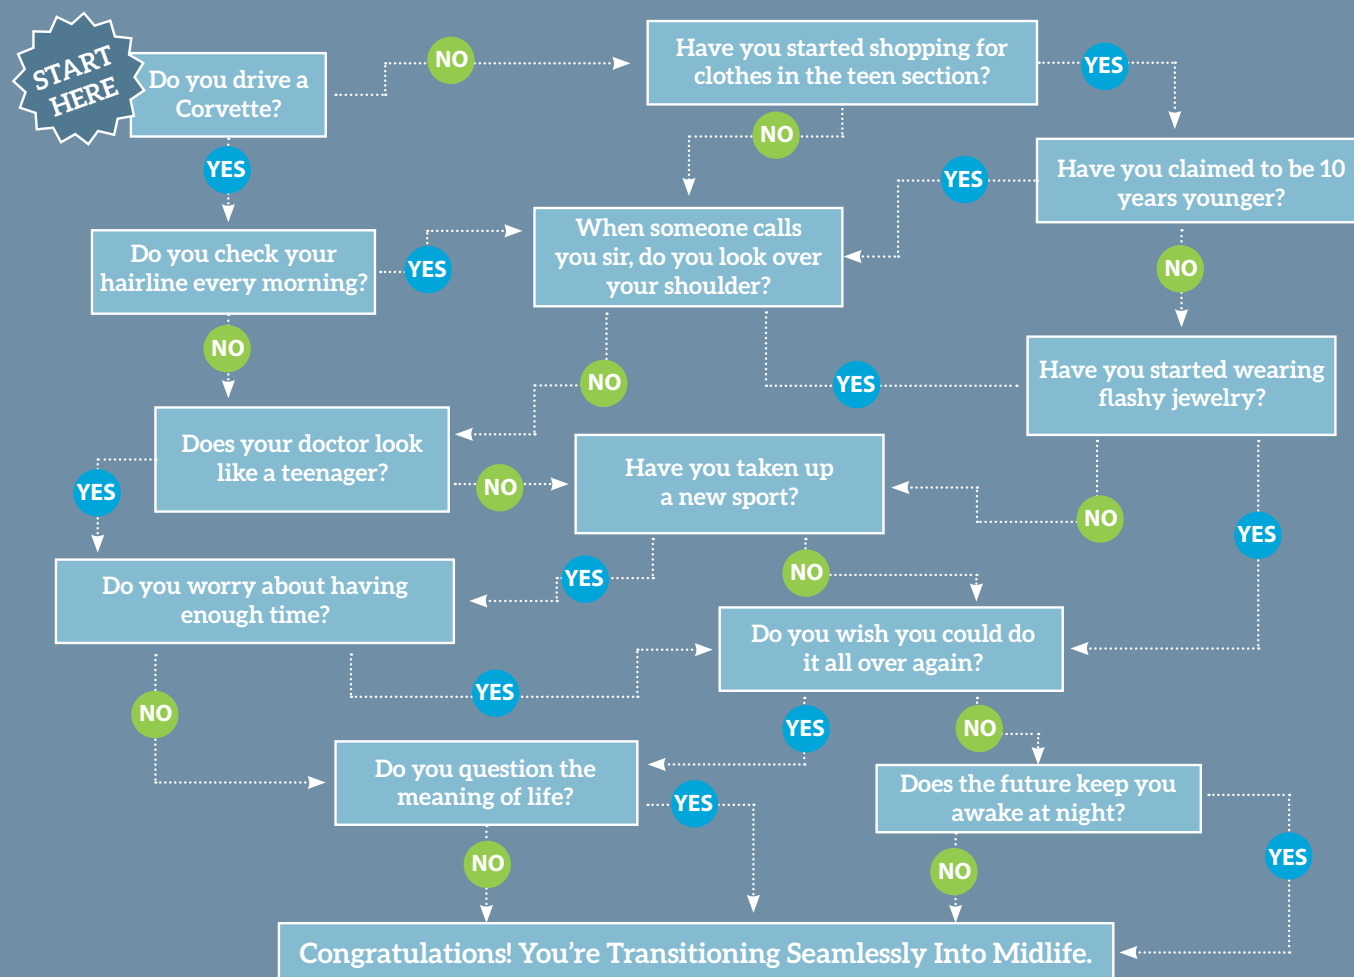 START
HERE
Do you drive a
Corvette?
NO
Have you started shopping for
clothes in the teen section?
YES
NO
YES
Have you claimed to be 10
years younger?
YES
When someone calls
you sir, do you look over
your shoulder?
Do you check your
hairline every morning?
YES
NO
NO
NO
YES
Have you started wearing
flashy jewelry?
Does your doctor look
like a teenager?
YES
NO
Have you taken up
a new sport?
NO
YES
Do you worry about having
enough time?
YES
NO
Do you wish you could do
it all over again?
NO
YES
YES
NO
Do you question the
meaning of life?
YES
Does the future keep you
awake at night?
NO
NO
YES
Congratulations! You’re Transitioning Seamlessly Into Midlife.